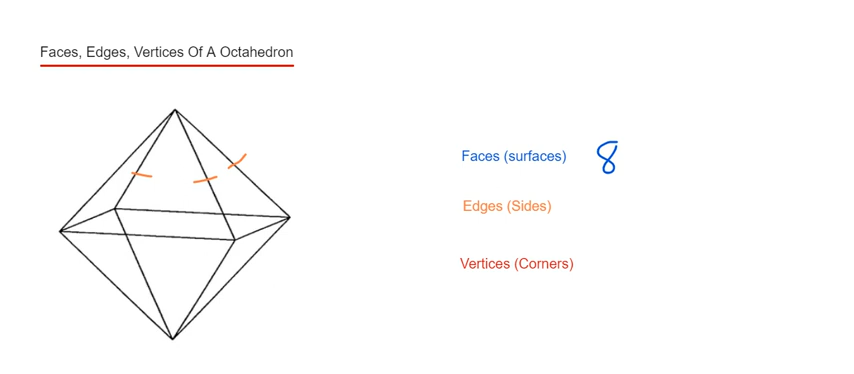 Faces, Edges, Vertices Of A Octahedron
Faces (surfaces) 8
Edges (Sides)
Vertices (Corners)